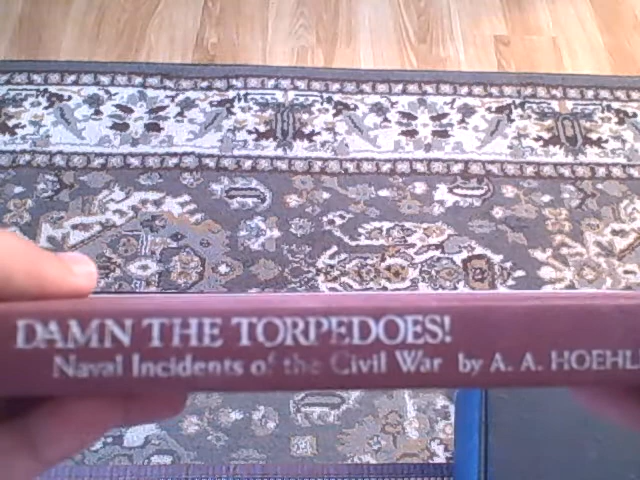 DAMN THE TORPEDOES!
Naval Incidents of the Civil War by A. A. HOEHL